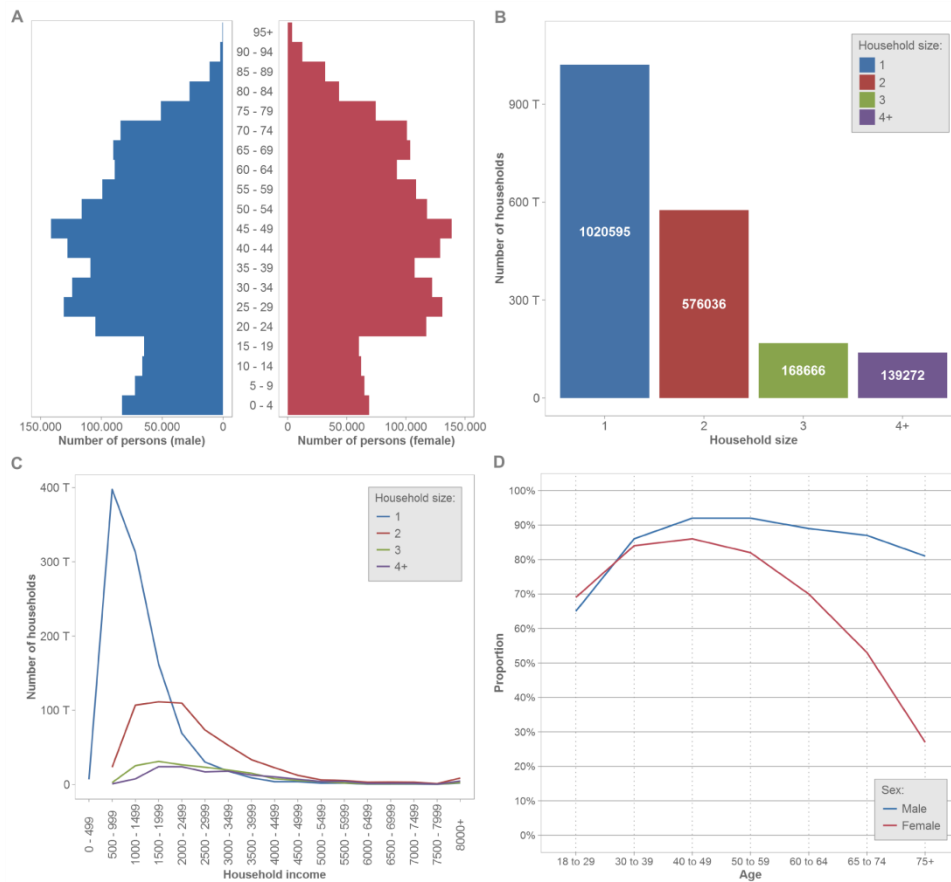 A
95+
90 - 94
85 - 89
80 - 84
75 - 79
70 - 74
65 - 69
60 - 64
55 - 59
50 - 54
45 - 49
40 - 44
35 - 39
30 - 34
25 - 29
20 - 24
15 - 19
10 - 14
5 - 9
0 - 4
150.000 100.000 50.000 0
0 50.000 100.000 150.000
Number of persons (male)
Number of persons (female)
B
Household size:
1
2
3
4+
Number of households
900 T
600 T
300 T
0
1020595
576036
168666
139272
1 2 3 4+
Household size
C
Household size:
1
2
3
4+
Number of households
400 T
300 T
200 T
100 T
0
0 - 499
500 - 999
1000 - 1499
1500 - 1999
2000 - 2499
2500 - 2999
3000 - 3499
3500 - 3999
4000 - 4499
4500 - 4999
5000 - 5499
5500 - 5999
6000 - 6499
6500 - 6999
7000 - 7499
7500 - 7999
8000+
Household income
D
Proportion
100%
90%
80%
70%
60%
50%
40%
30%
20%
10%
0%
Sex:
Male
Female
18 to 29 30 to 39 40 to 49 50 to 59 60 to 64 65 to 74 75+
Age